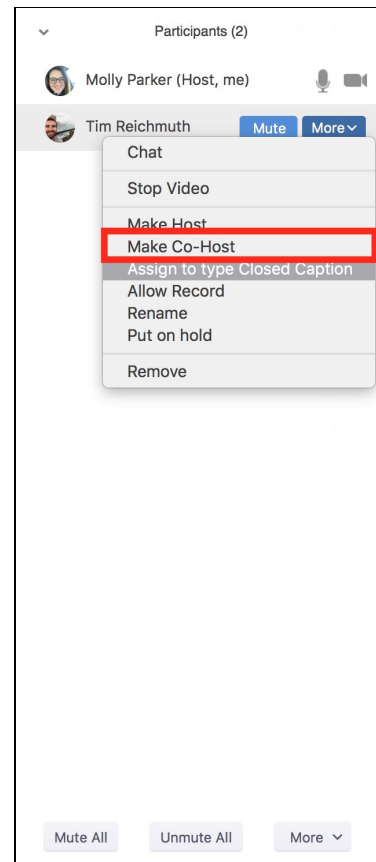 Participants (2)
Molly Parker (Host, me)
Tim Reichmuth Mute More
Chat
Stop Video
Make Host
Make Co-Host
Assign to type Closed Caption
Allow Record
Rename
Put on hold
Remove
Mute All Unmute All More